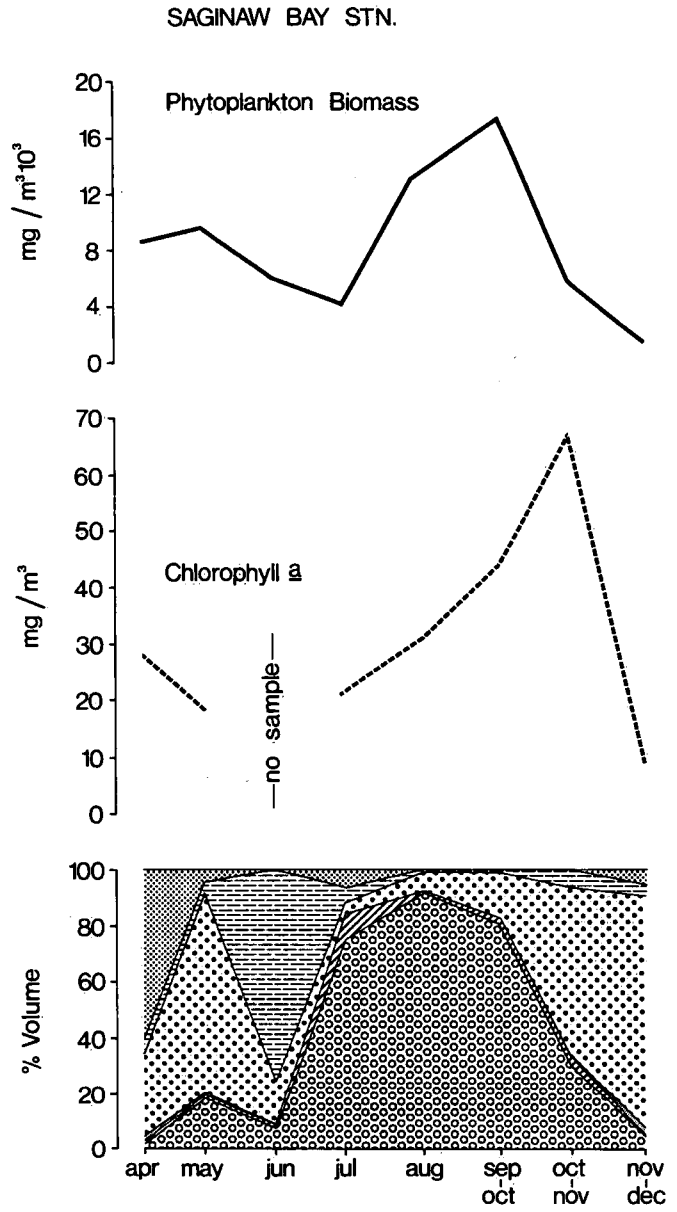 SAGINAW BAY STN.
Phytoplankton Biomass
mg / m³10³
20
16
12
8
4
0
Chlorophyll a
mg / m³
70
60
50
40
30
20
10
0
no sample
% Volume
100
80
60
40
20
0
apr may jun jul aug sep oct nov
oct nov dec